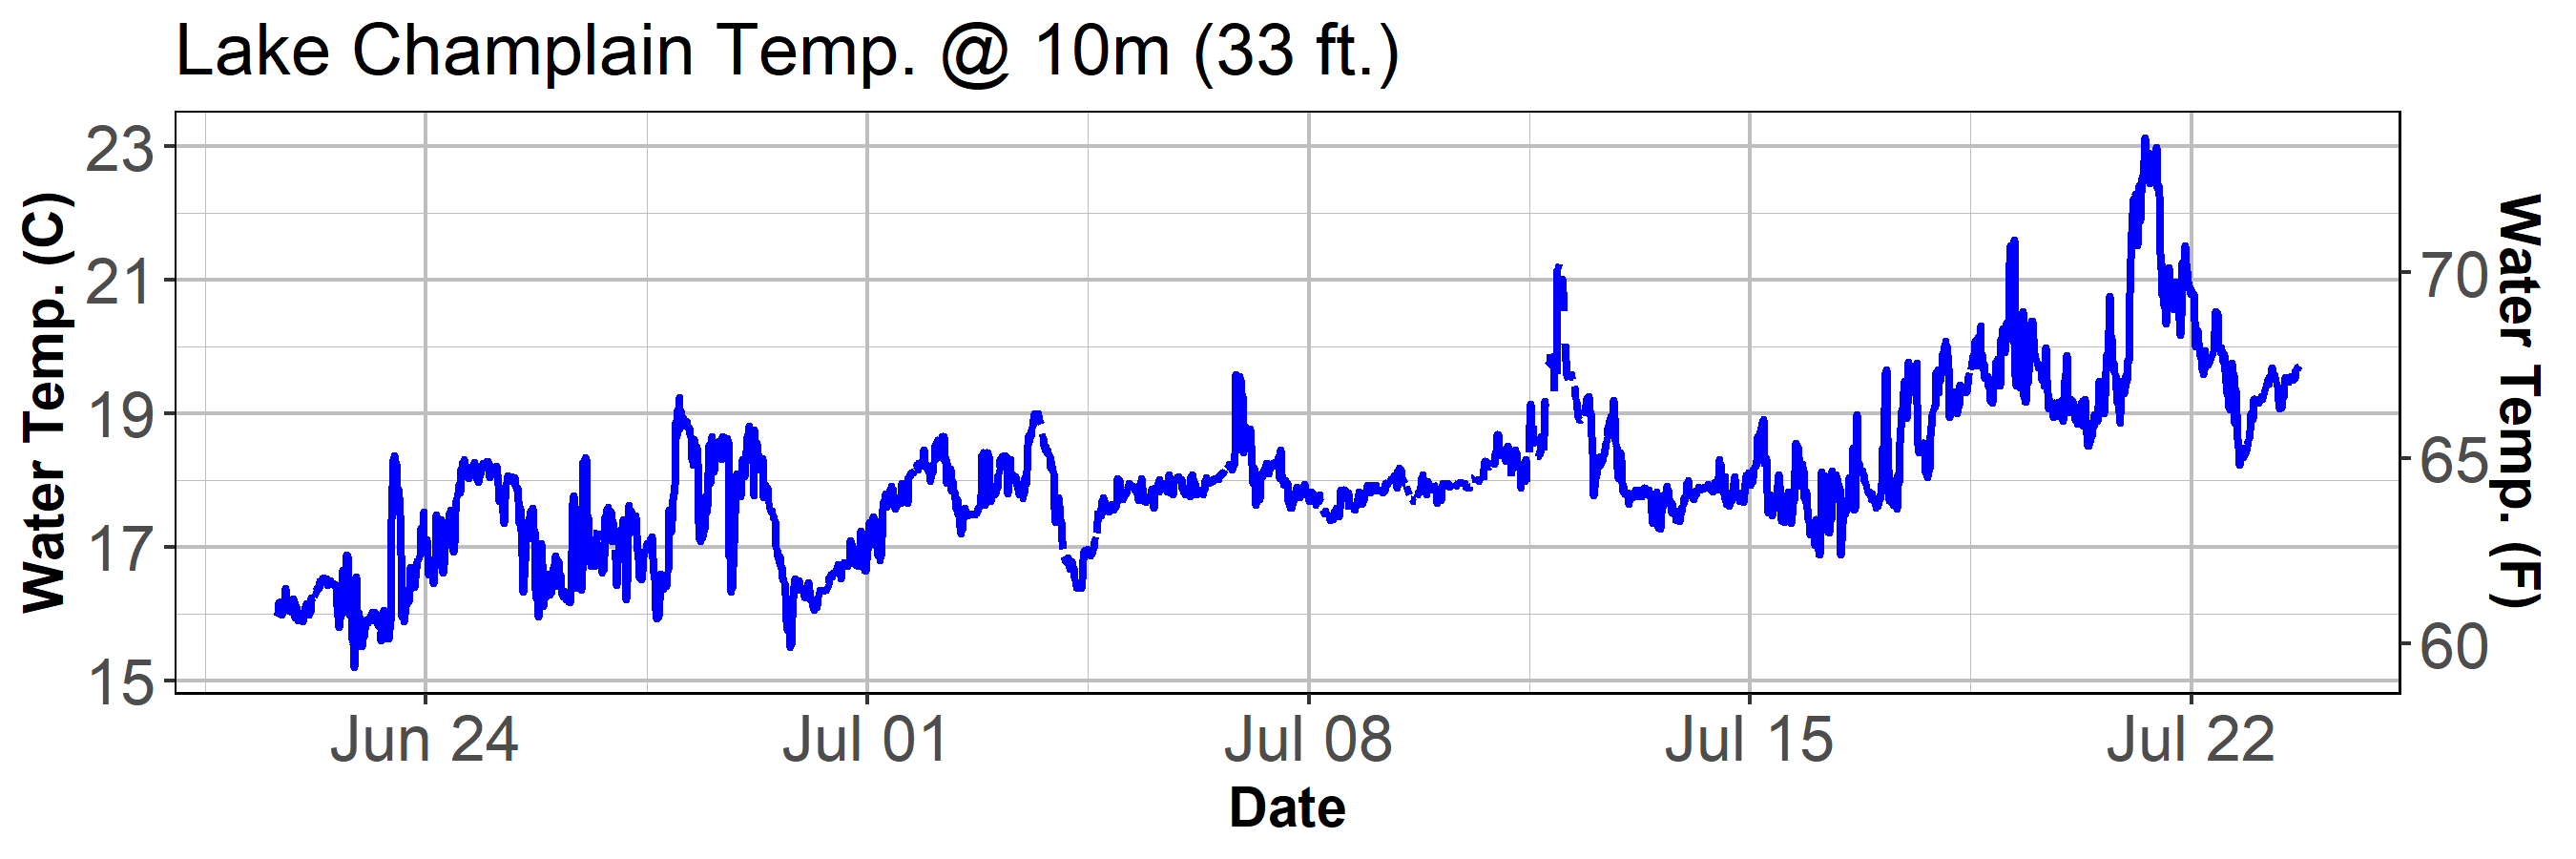 Lake Champlain Temp. @ 10m (33 ft.)
Water Temp. (C)
23
21
19
17
15
70
65
60
Water Temp. (F)
Jun 24 Jul 01 Jul 08 Jul 15 Jul 22
Date